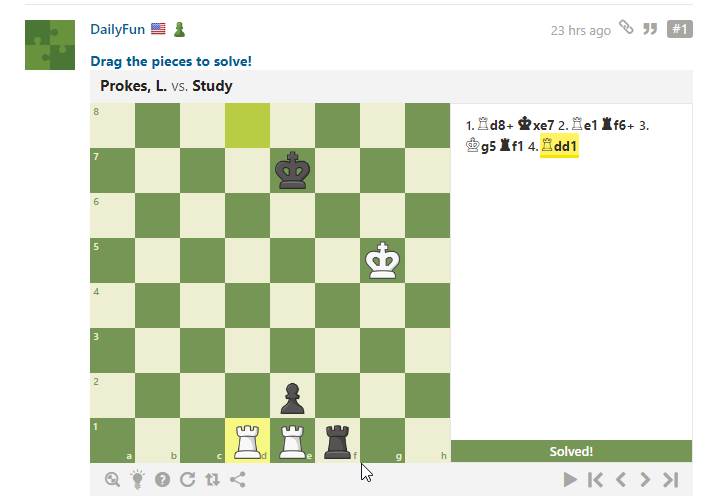 DailyFun
23 hrs ago
#1
Drag the pieces to solve!
Prokes, L. vs. Study
8
7
6
5
4
3
2
1
a b c d e f g h
1. ♖d8+ ♚xe7 2. ♖e1 ♜f6+ 3.
♔g5 ♜f1 4. ♖dd1
Solved!